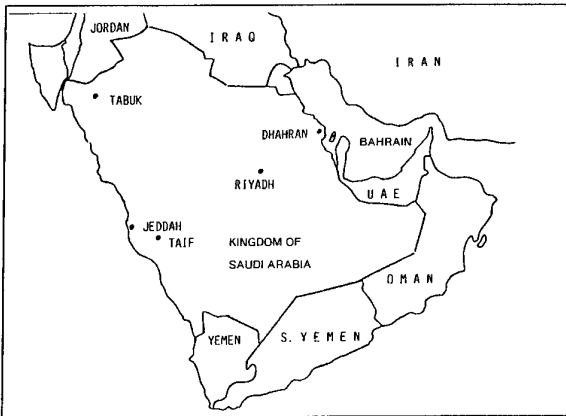 JORDAN
IRAQ
IRAN
TABUK
DHAHRAN
BAHRAIN
RIYADH
UAE
JEDDAH
TAIF
KINGDOM OF
SAUDI ARABIA
OMAN
YEMEN
S. YEMEN